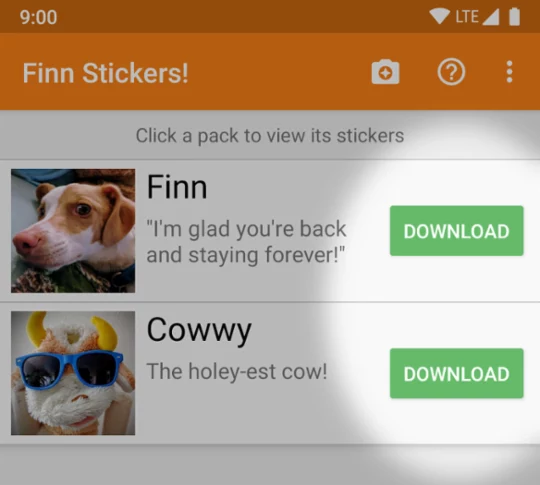 9:00 LTE
Finn Stickers!
Click a pack to view its stickers
Finn
"I'm glad you're back
and staying forever!"
DOWNLOAD
Cowwy
The holey-est cow!
DOWNLOAD